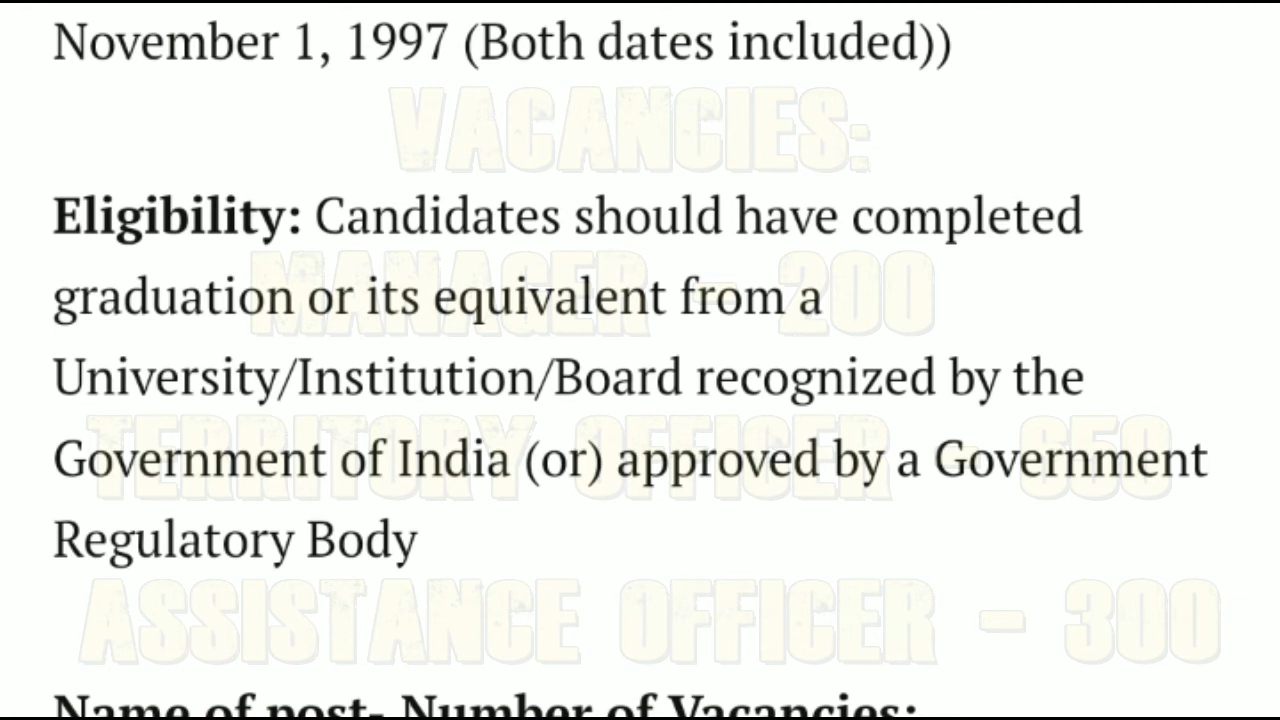 November 1, 1997 (Both dates included))
VACANCIES:
Eligibility: Candidates should have completed
MANAGER - 200
graduation or its equivalent from a
University/Institution/Board recognized by the
TERRITORY OFFICER - 650
Government of India (or) approved by a Government
Regulatory Body
ASSISTANCE OFFICER - 300
Name of post- Number of Vacancies: